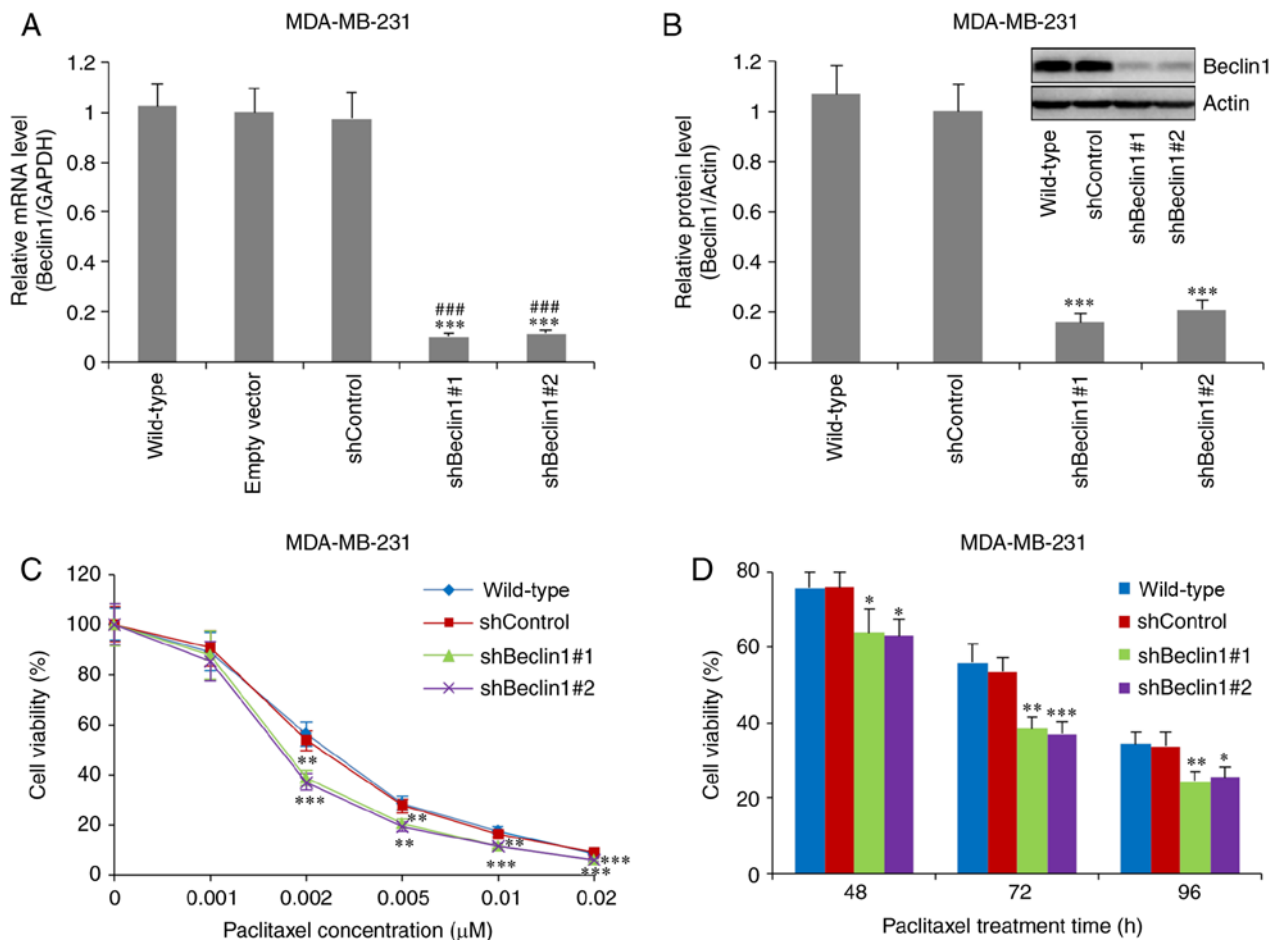 A
MDA-MB-231
Relative mRNA level
(Beclin1/GAPDH)
1.2
1
0.8
0.6
0.4
0.2
0
###
***
###
***
Wild-type
Empty vector
shControl
shBeclin1#1
shBeclin1#2
B
MDA-MB-231
Relative protein level
(Beclin1/Actin)
1.2
1
0.8
0.6
0.4
0.2
0
***
***
Wild-type
shControl
shBeclin1#1
shBeclin1#2
Beclin1
Actin
Wild-type
shControl
shBeclin1#1
shBeclin1#2
C
MDA-MB-231
Cell viability (%)
120
100
80
60
40
20
0
Wild-type
shControl
shBeclin1#1
shBeclin1#2
**
***
**
**
**
***
***
***
0 0.001 0.002 0.005 0.01 0.02
Paclitaxel concentration (μM)
D
MDA-MB-231
Cell viability (%)
80
60
40
20
0
Wild-type
shControl
shBeclin1#1
shBeclin1#2
* *
** ***
** *
48 72 96
Paclitaxel treatment time (h)